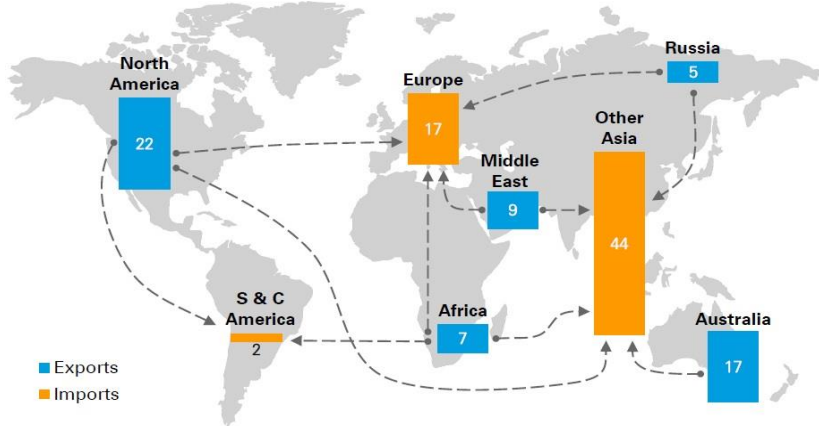 North
America
22
Europe
17
Russia
5
Other
Asia
44
Middle
East
9
S & C
America
2
Africa
7
Australia
17
Exports
Imports